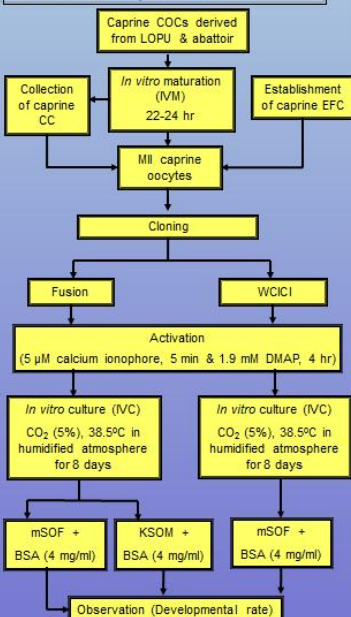 Caprine COCs derived
from LOPU & abattoir
Collection
of caprine
CC
In vitro maturation
(IVM)
22-24 hr
Establishment
of caprine EFC
MII caprine
oocytes
Cloning
Fusion
WCICI
Activation
(5 µM calcium ionophore, 5 min & 1.9 mM DMAP, 4 hr)
In vitro culture (IVC)
CO₂ (5%), 38.5⁰C in
humidified atmosphere
for 8 days
In vitro culture (IVC)
CO₂ (5%), 38.5⁰C in
humidified atmosphere
for 8 days
mSOF +
BSA (4 mg/ml)
KSOM +
BSA (4 mg/ml)
mSOF +
BSA (4 mg/ml)
Observation (Developmental rate)